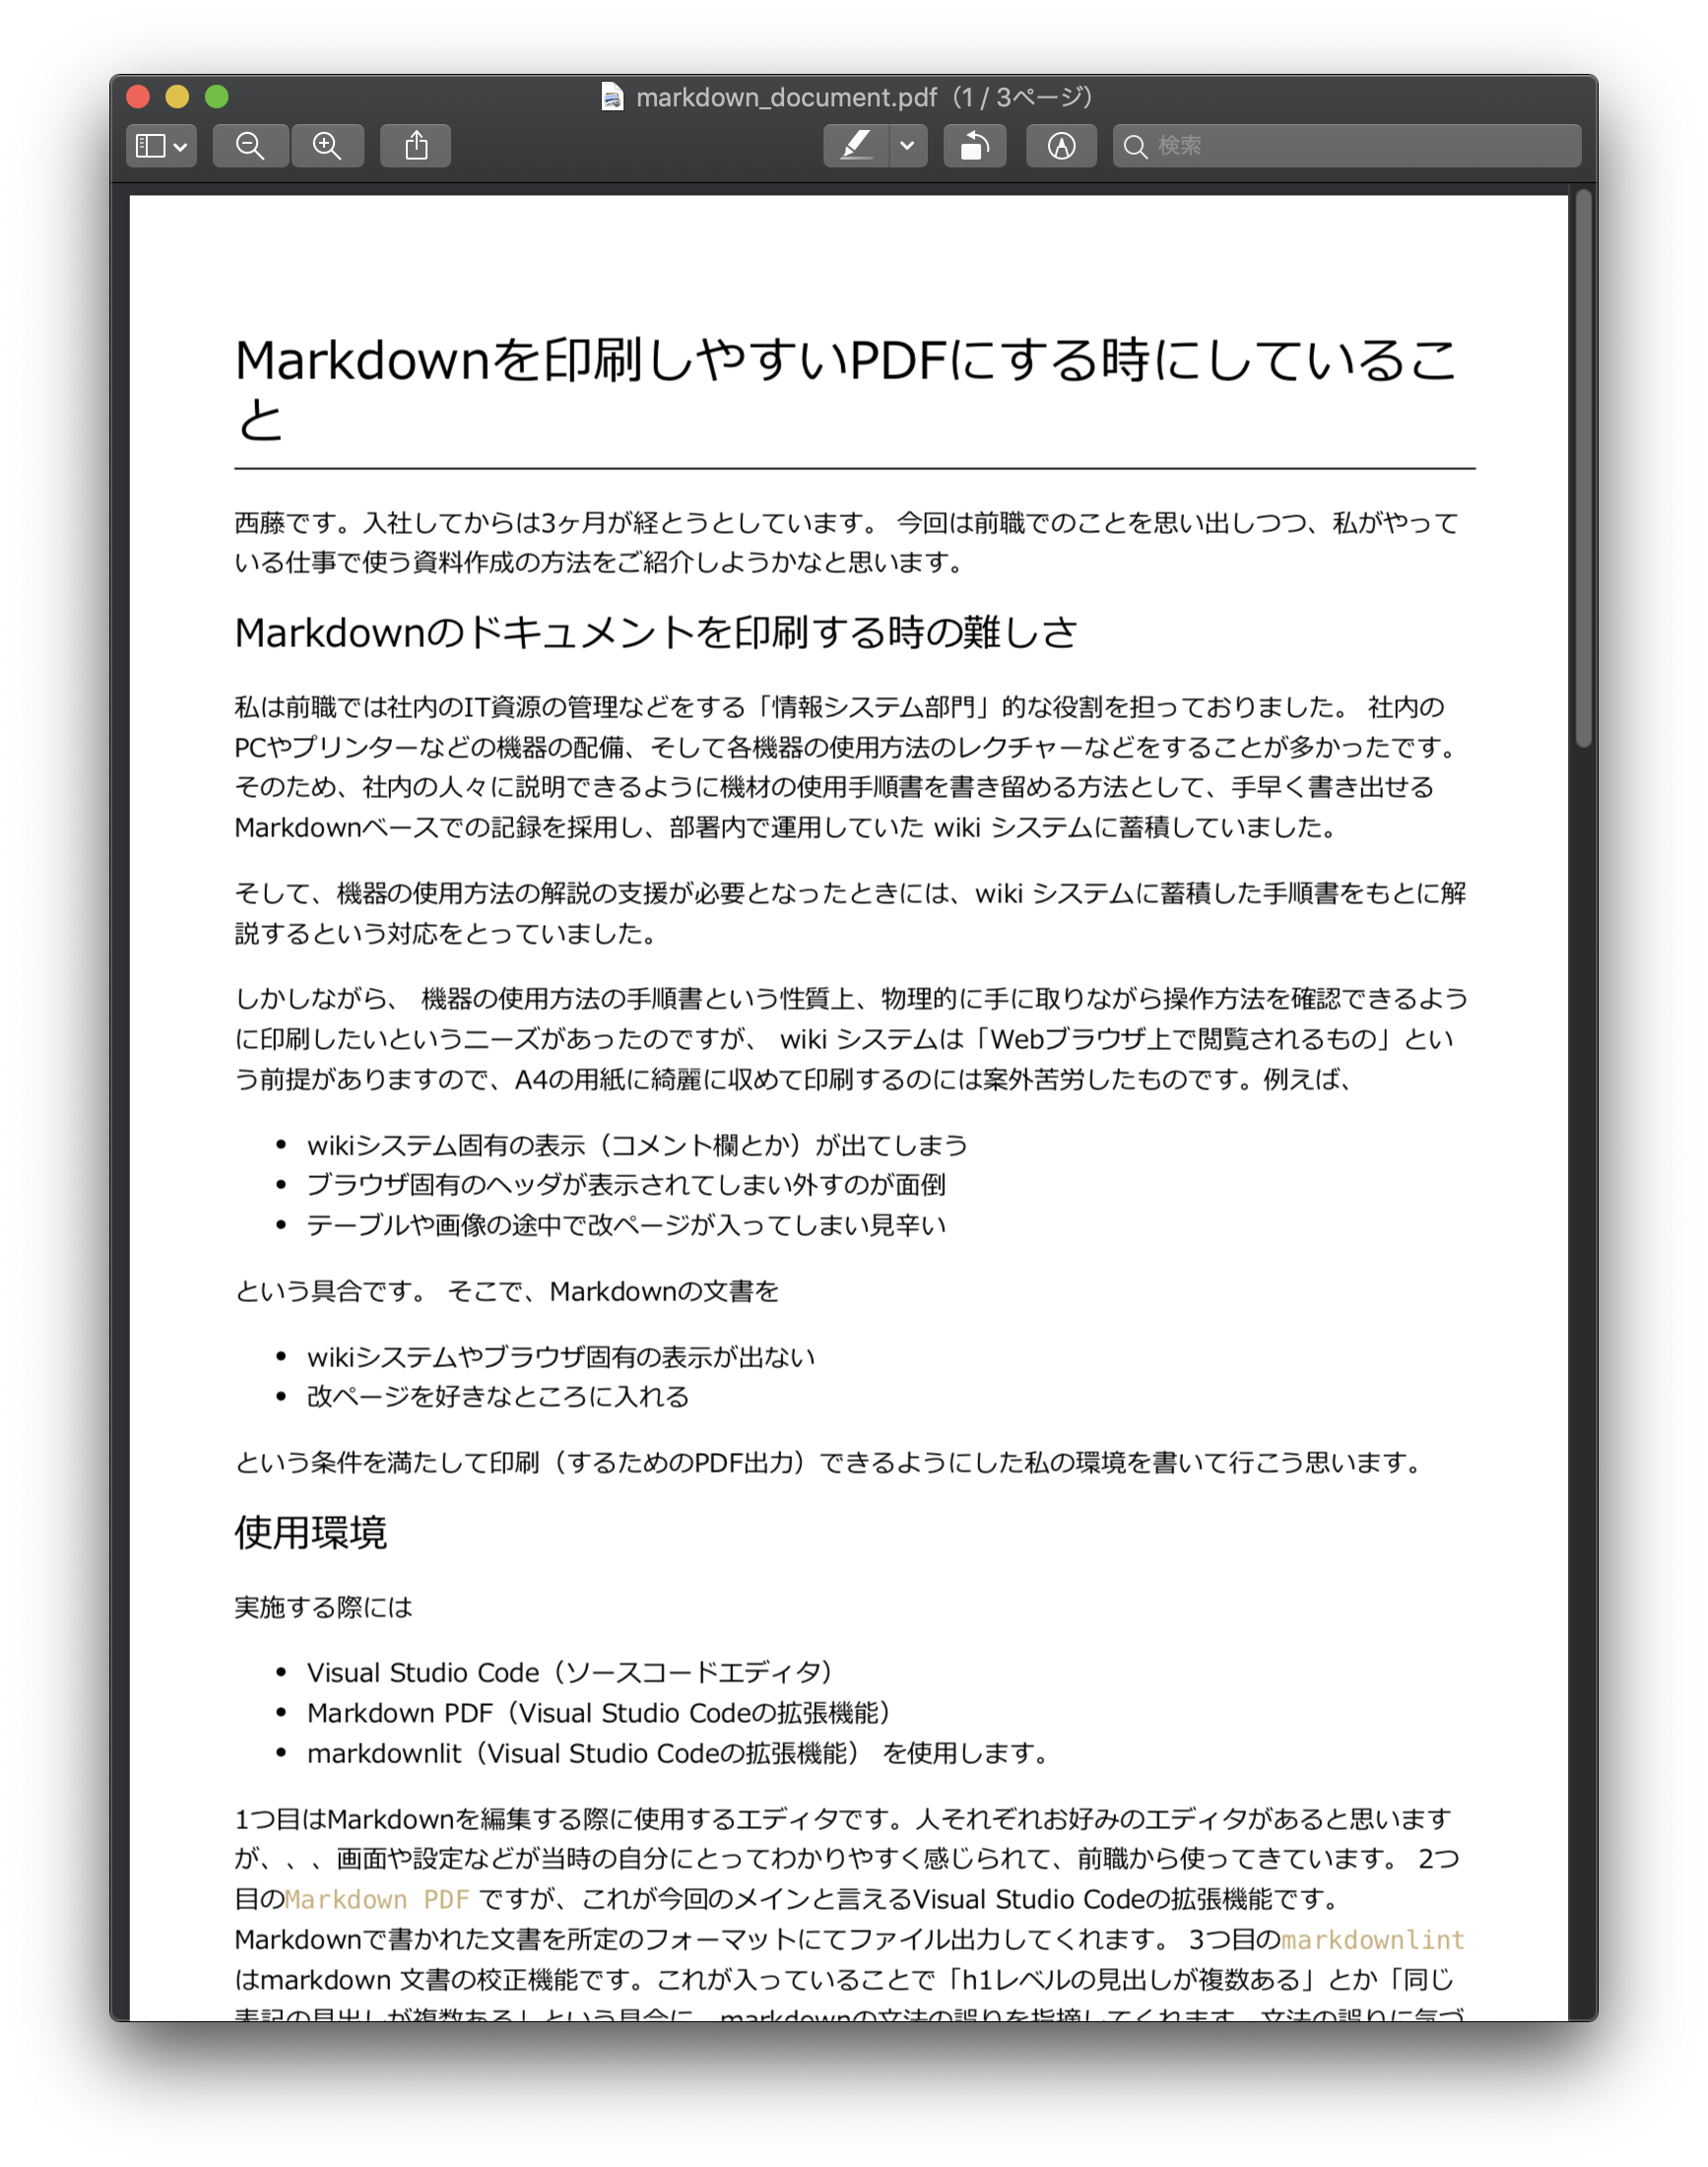 markdown_document.pdf（1 / 3ページ）
検索
Markdownを印刷しやすいPDFにする時にしているこ
と
西藤です。入社してからは3ヶ月が経とうとしています。 今回は前職でのことを思い出しつつ、私がやって
いる仕事で使う資料作成の方法をご紹介しようかなと思います。
Markdownのドキュメントを印刷する時の難しさ
私は前職では社内のIT資源の管理などをする「情報システム部門」的な役割を担っておりました。 社内の
PCやプリンターなどの機器の配備、そして各機器の使用方法のレクチャーなどをすることが多かったです。
そのため、社内の人々に説明できるように機材の使用手順書を書き留める方法として、手早く書き出せる
Markdownベースでの記録を採用し、部署内で運用していた wiki システムに蓄積していました。
そして、機器の使用方法の解説の支援が必要となったときには、wiki システムに蓄積した手順書をもとに解
説するという対応をとっていました。
しかしながら、 機器の使用方法の手順書という性質上、物理的に手に取りながら操作方法を確認できるよう
に印刷したいというニーズがあったのですが、 wiki システムは「Webブラウザ上で閲覧されるもの」とい
う前提がありますので、A4の用紙に綺麗に収めて印刷するのには案外苦労したものです。例えば、
• wikiシステム固有の表示（コメント欄とか）が出てしまう
• ブラウザ固有のヘッダが表示されてしまい外すのが面倒
• テーブルや画像の途中で改ページが入ってしまい見辛い
という具合です。 そこで、Markdownの文書を
• wikiシステムやブラウザ固有の表示が出ない
• 改ページを好きなところに入れる
という条件を満たして印刷（するためのPDF出力）できるようにした私の環境を書いて行こう思います。
使用環境
実施する際には
• Visual Studio Code（ソースコードエディタ）
• Markdown PDF（Visual Studio Codeの拡張機能）
• markdownlit（Visual Studio Codeの拡張機能） を使用します。
1つ目はMarkdownを編集する際に使用するエディタです。人それぞれお好みのエディタがあると思います
が、、、画面や設定などが当時の自分にとってわかりやすく感じられて、前職から使ってきています。 2つ
目のMarkdown PDF ですが、これが今回のメインと言えるVisual Studio Codeの拡張機能です。
Markdownで書かれた文書を所定のフォーマットにてファイル出力してくれます。 3つ目のmarkdownlint
はmarkdown 文書の校正機能です。これが入っていることで「h1レベルの見出しが複数ある」とか「同じ
表記の見出しが複数ある」という具合に、markdownの文法の誤りを指摘してくれます。文法の誤りに気づ